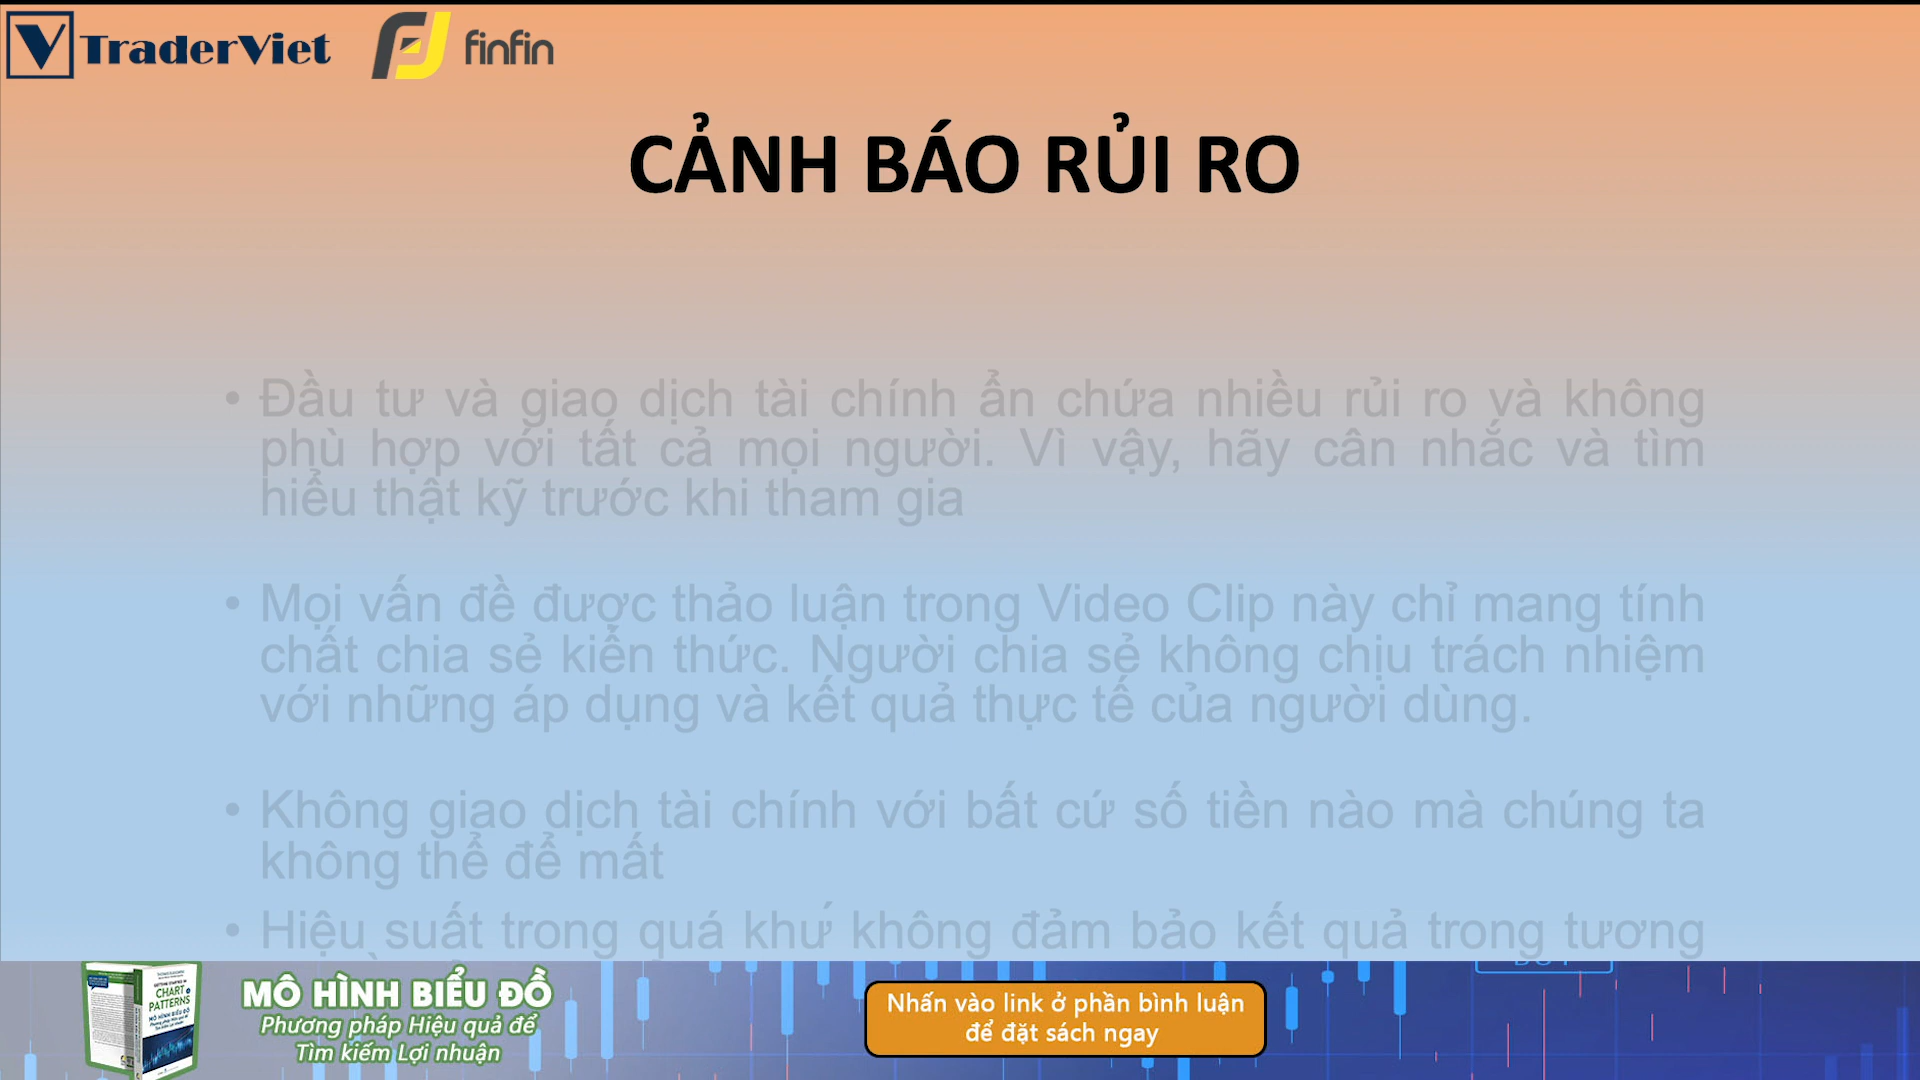 TraderViet finfin
CẢNH BÁO RỦI RO
• Đầu tư và giao dịch tài chính ẩn chứa nhiều rủi ro và không
phù hợp với tất cả mọi người. Vì vậy, hãy cân nhắc và tìm
hiểu thật kỹ trước khi tham gia
• Mọi vấn đề được thảo luận trong Video Clip này chỉ mang tính
chất chia sẻ kiến thức. Người chia sẻ không chịu trách nhiệm
với những áp dụng và kết quả thực tế của người dùng.
• Không giao dịch tài chính với bất cứ số tiền nào mà chúng ta
không thể để mất
• Hiệu suất trong quá khứ không đảm bảo kết quả trong tương
CHART
PATTERNS
MÔ HÌNH BIỂU ĐỒ
MÔ HÌNH BIỂU ĐỒ
Phương pháp Hiệu quả để
Tìm kiếm Lợi nhuận
Nhấn vào link ở phần bình luận
để đặt sách ngay